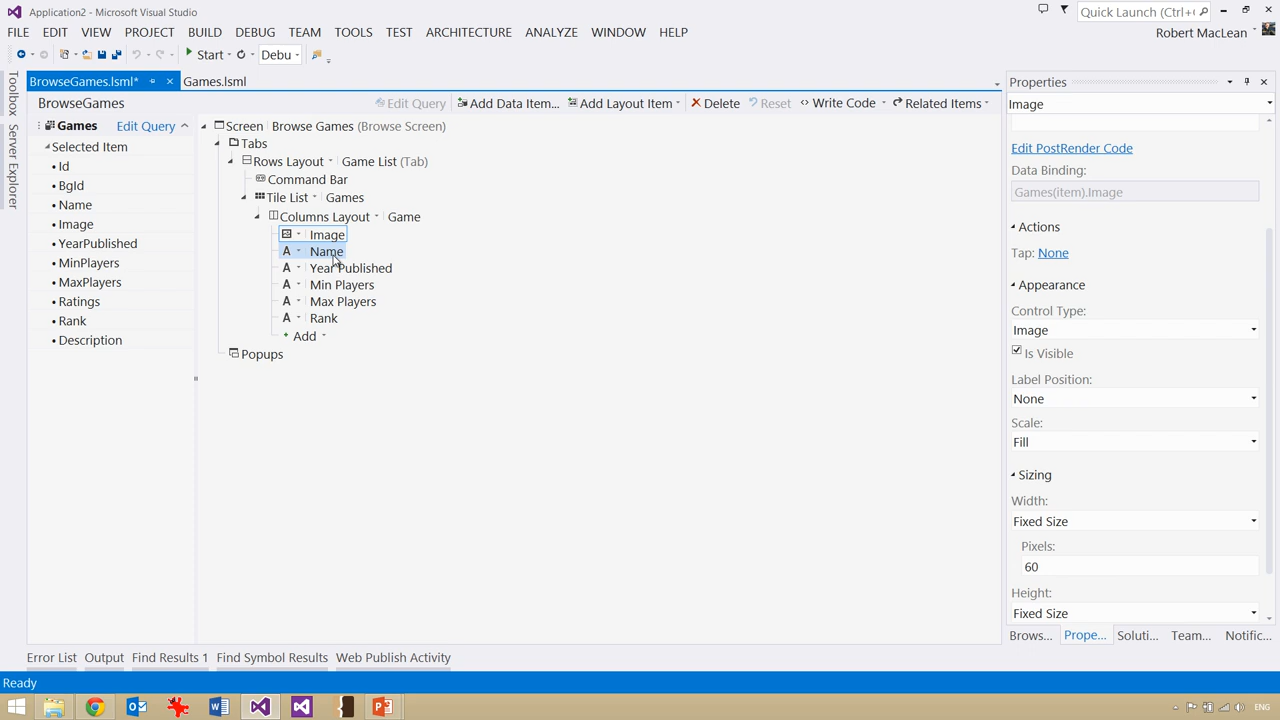 Application2 - Microsoft Visual Studio
Quick Launch (Ctrl+
FILE EDIT VIEW PROJECT BUILD DEBUG TEAM TOOLS TEST ARCHITECTURE ANALYZE WINDOW HELP
Robert MacLean
Start Debu
BrowseGames.lsml* Games.lsml
Properties
Toolbox
Server Explorer
BrowseGames
Edit Query Add Data Item... Add Layout Item Delete Reset Write Code Related Items
Image
Games Edit Query
Selected Item
Id
BgId
Name
Image
YearPublished
MinPlayers
MaxPlayers
Ratings
Rank
Description
Screen Browse Games (Browse Screen)
Tabs
Rows Layout Game List (Tab)
Command Bar
Tile List Games
Columns Layout Game
Image
A Name
A Year Published
A Min Players
A Max Players
A Rank
+ Add
Popups
Edit PostRender Code
Data Binding:
Games(item).Image
Actions
Tap: None
Appearance
Control Type:
Image
Is Visible
Label Position:
None
Scale:
Fill
Sizing
Width:
Fixed Size
Pixels:
60
Height:
Fixed Size
Brows... Prope... Soluti... Team... Notific...
Error List Output Find Results 1 Find Symbol Results Web Publish Activity
Ready
ENG